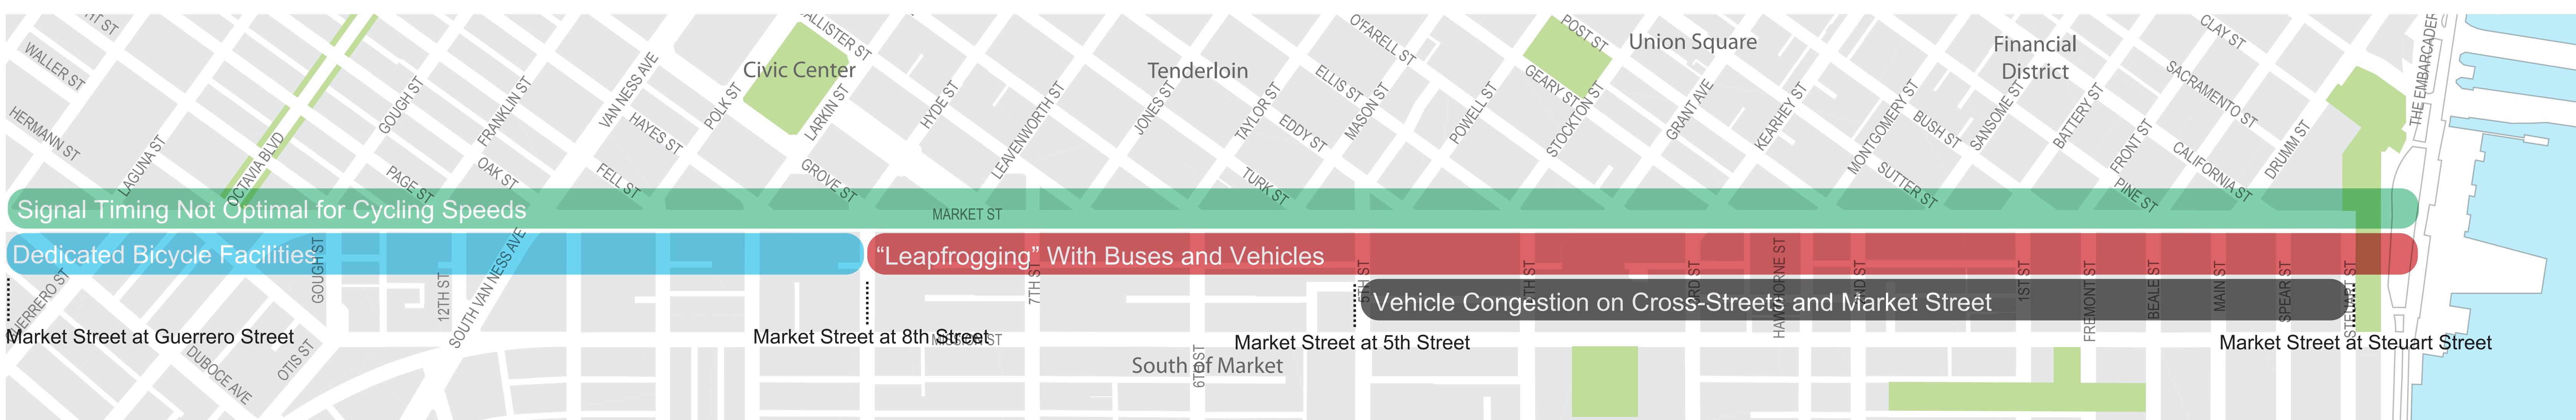 WALLER ST
HERMANN ST
LAGUNA ST
OCTAVIA BLVD
GOUGH ST
PAGE ST
FRANKLIN ST
OAK ST
VAN NESS AVE
HAYES ST
FELL ST
POLK ST
Civic Center
LARKIN ST
GROVE ST
HYDE ST
LEAVENWORTH ST
Tenderloin
JONES ST
TAYLOR ST
TURK ST
EDDY ST
ELLIS ST
O'FARELL ST
MASON ST
POWELL ST
POST ST
GEARY ST
STOCKTON ST
Union Square
GRANT AVE
KEARHEY ST
MONTGOMERY ST
SUTTER ST
BUSH ST
Financial
District
SANSOME ST
BATTERY ST
FRONT ST
PINE ST
CALIFORNIA ST
SACRAMENTO ST
CLAY ST
DRUMM ST
THE EMBARCADER
Signal Timing Not Optimal for Cycling Speeds
MARKET ST
Dedicated Bicycle Facilities
"Leapfrogging" With Buses and Vehicles
Vehicle Congestion on Cross-Streets and Market Street
GOUGH ST
12TH ST
SOUTH VAN NESS AVE
7TH ST
6TH ST
5TH ST
HAWTHORNE ST
1ST ST
FREMONT ST
BEALE ST
MAIN ST
SPEAR ST
STEUART ST
Market Street at Guerrero Street
Market Street at 8th Street
MISSION ST
Market Street at 5th Street
Market Street at Steuart Street
DUBOCE AVE
OTIS ST
South of Market